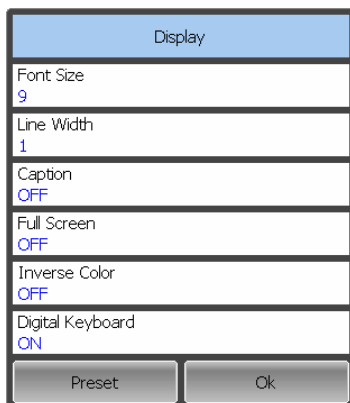 Display
Font Size
9
Line Width
1
Caption
OFF
Full Screen
OFF
Inverse Color
OFF
Digital Keyboard
ON
Preset
Ok